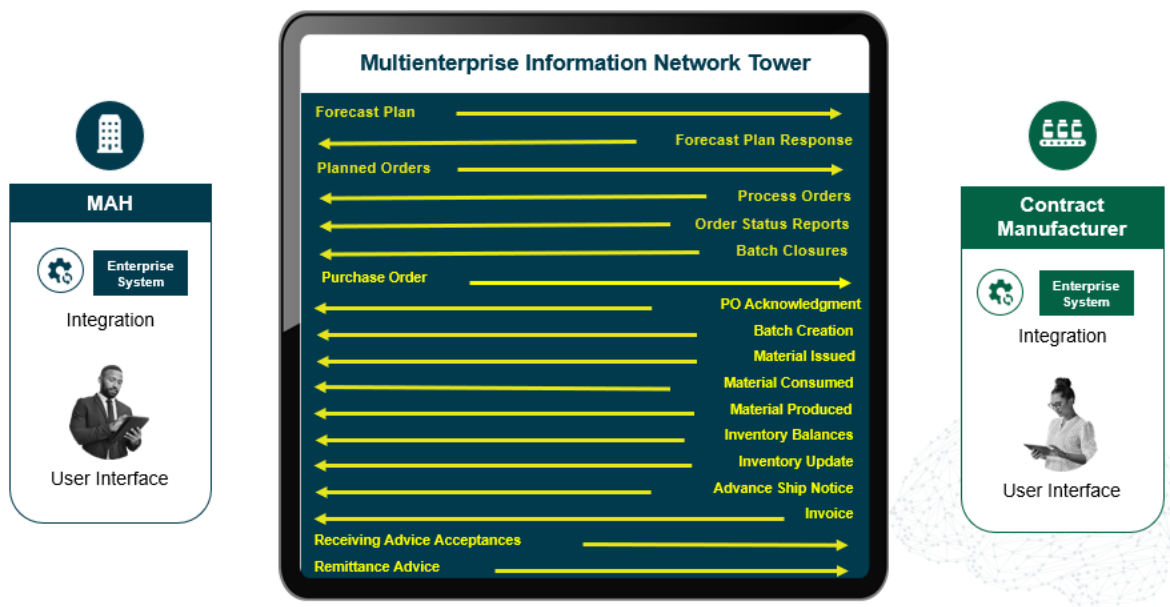 Multienterprise Information Network Tower
MAH
Enterprise
System
Integration
User Interface
Forecast Plan
Forecast Plan Response
Planned Orders
Process Orders
Order Status Reports
Batch Closures
Purchase Order
PO Acknowledgment
Batch Creation
Material Issued
Material Consumed
Material Produced
Inventory Balances
Inventory Update
Advance Ship Notice
Invoice
Receiving Advice Acceptances
Remittance Advice
Contract
Manufacturer
Enterprise
System
Integration
User Interface